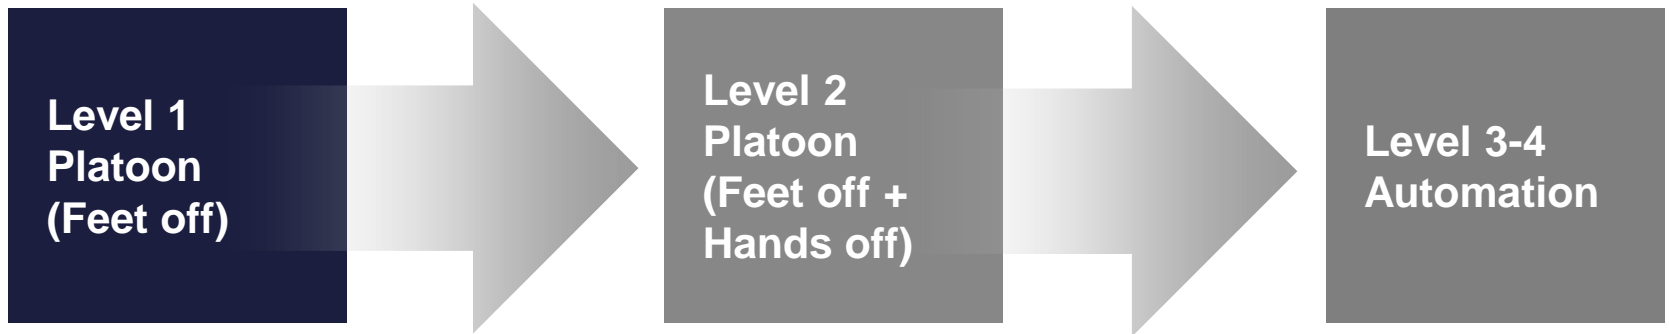 Level 1
Platoon
(Feet off)
Level 2
Platoon
(Feet off +
Hands off)
Level 3-4
Automation